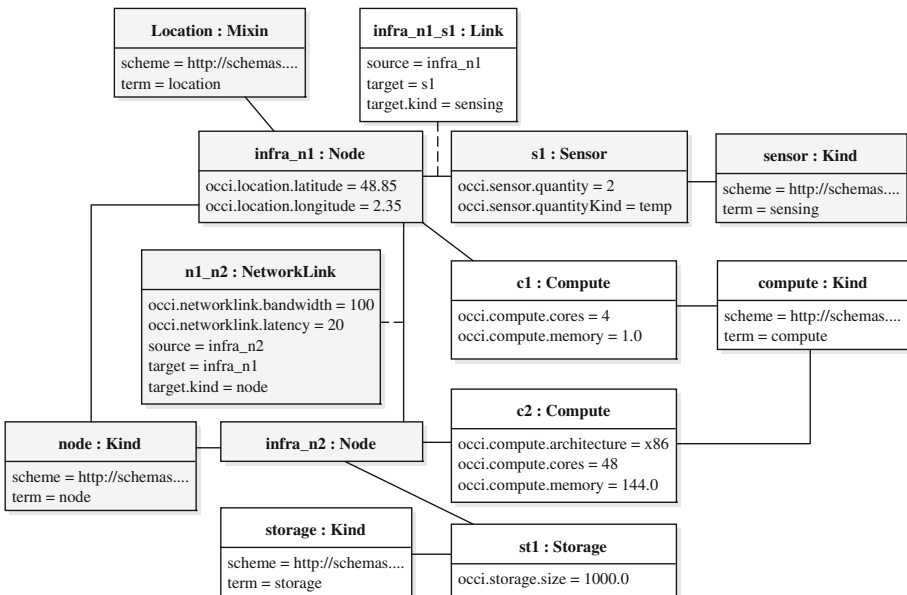 Location : Mixin
scheme = http://schemas....
term = location
infra_n1_s1 : Link
source = infra_n1
target = s1
target.kind = sensing
infra_n1 : Node
occi.location.latitude = 48.85
occi.location.longitude = 2.35
s1 : Sensor
occi.sensor.quantity = 2
occi.sensor.quantityKind = temp
sensor : Kind
scheme = http://schemas....
term = sensing
n1_n2 : NetworkLink
occi.networklink.bandwidth = 100
occi.networklink.latency = 20
source = infra_n2
target = infra_n1
target.kind = node
c1 : Compute
occi.compute.cores = 4
occi.compute.memory = 1.0
compute : Kind
scheme = http://schemas....
term = compute
node : Kind
scheme = http://schemas....
term = node
infra_n2 : Node
c2 : Compute
occi.compute.architecture = x86
occi.compute.cores = 48
occi.compute.memory = 144.0
storage : Kind
scheme = http://schemas....
term = storage
st1 : Storage
occi.storage.size = 1000.0